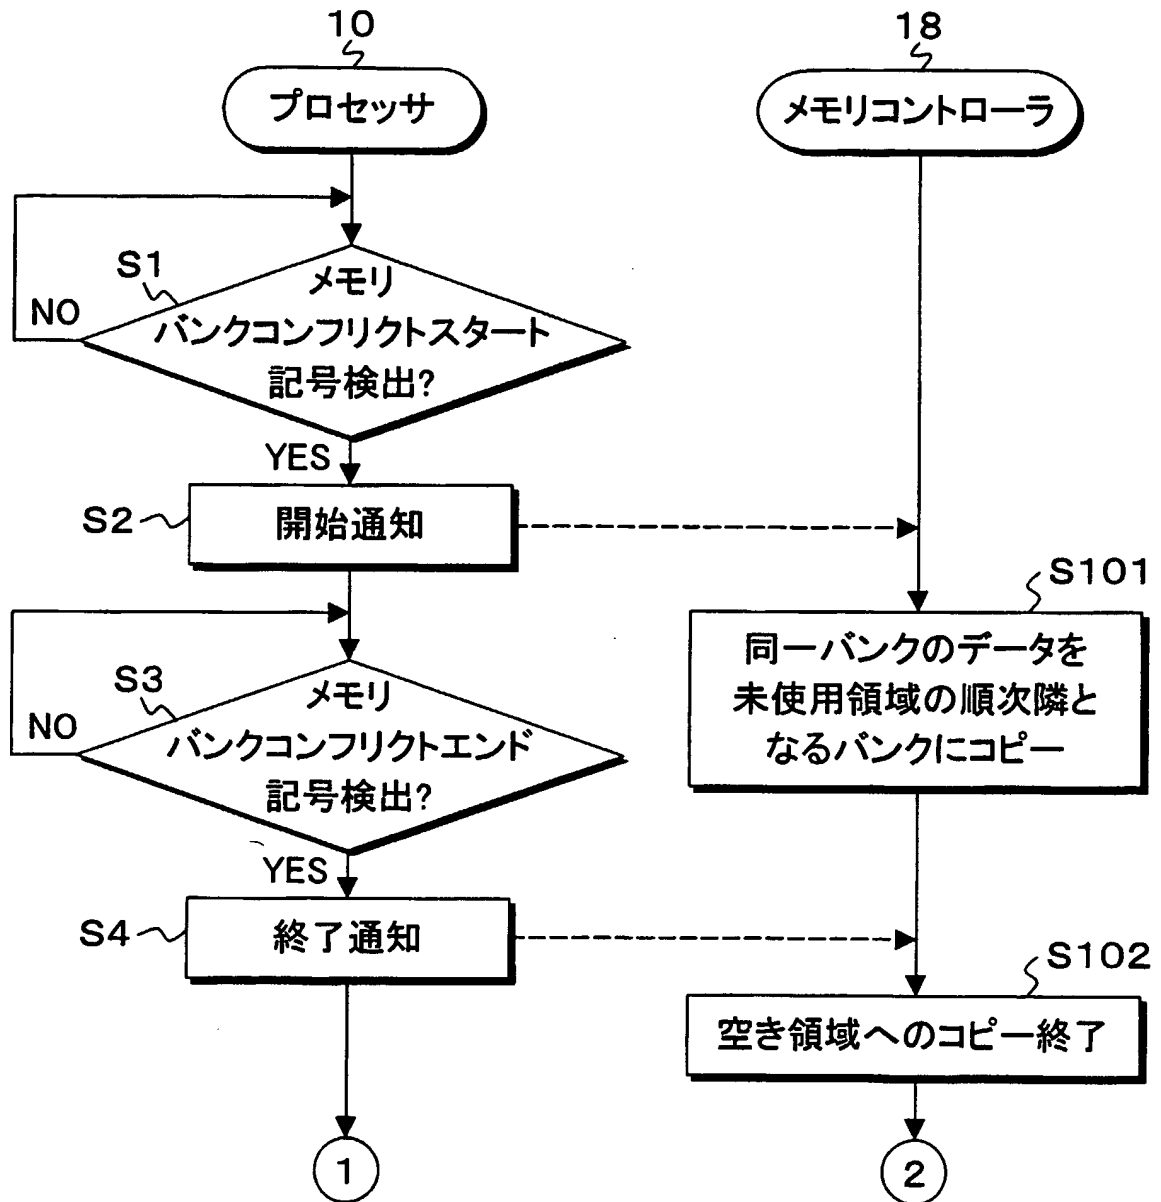 10
プロセッサ
S1
メモリ
バンクコンフリクトスタート
記号検出?
NO
YES
S2
開始通知
S3
メモリ
バンクコンフリクトエンド
記号検出?
NO
YES
S4
終了通知
1
18
メモリコントローラ
S101
同一バンクのデータを
未使用領域の順次隣と
なるバンクにコピー
S102
空き領域へのコピー終了
2